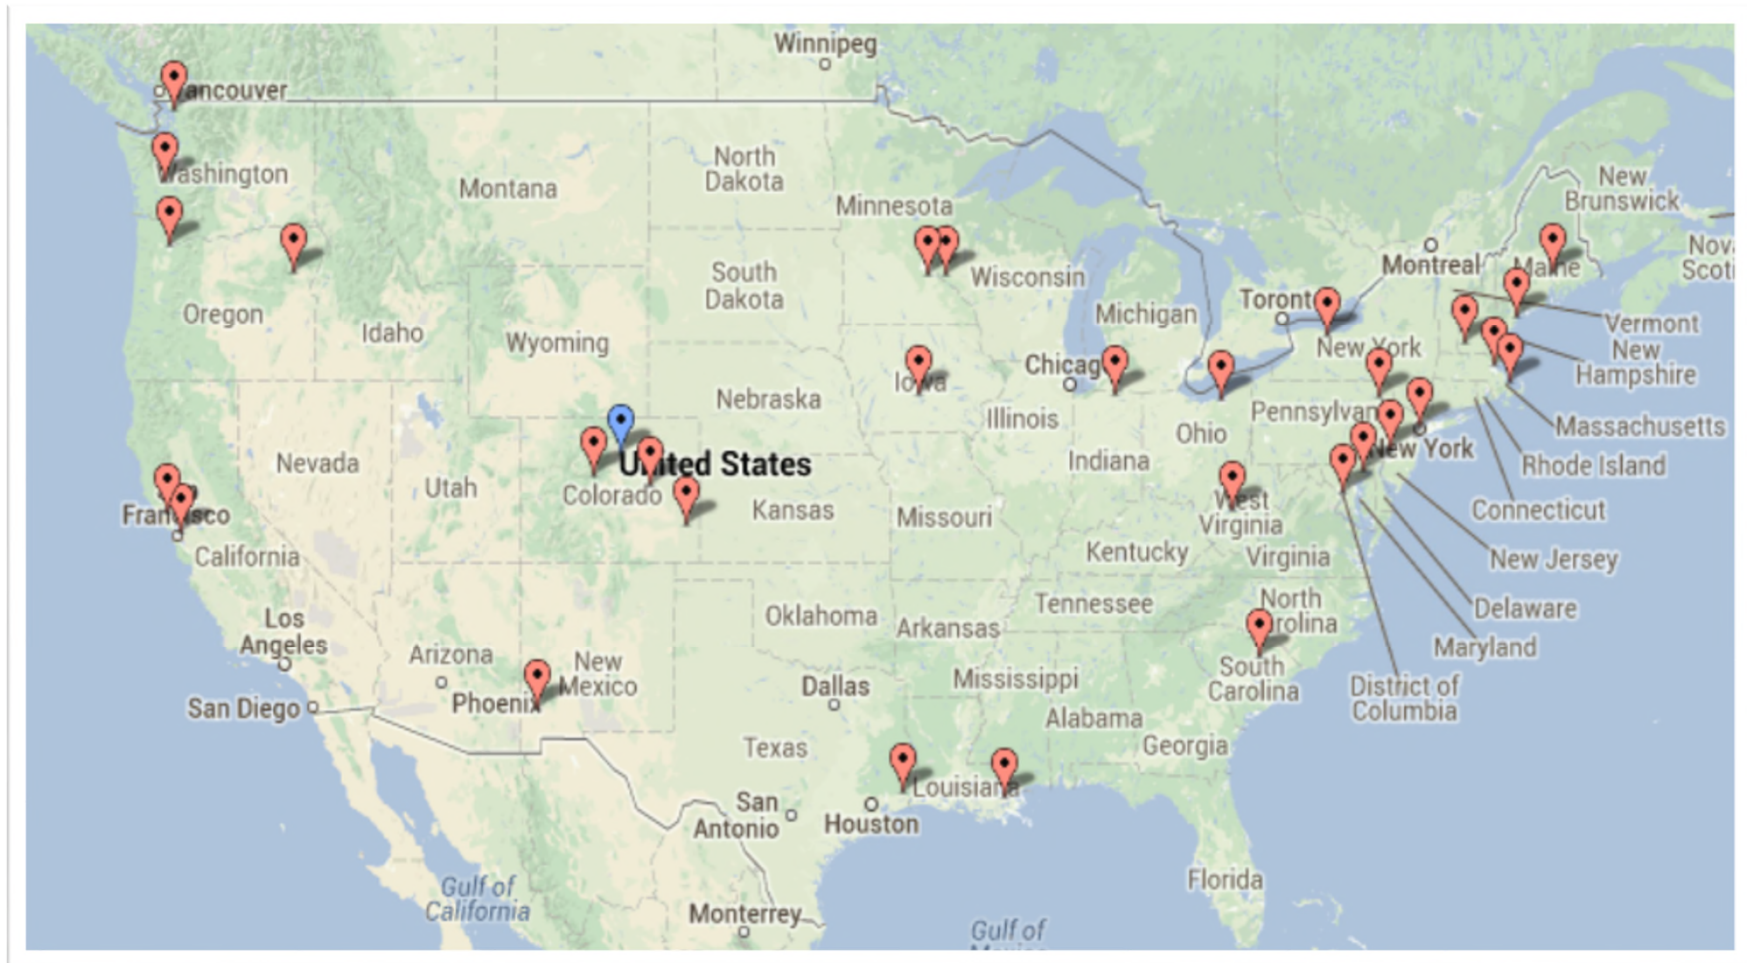 Winnipeg
Vancouver
Washington
Montana
North
Dakota
Minnesota
New
Brunswick
Montreal
Maine
Nov
Scoti
Wisconsin
South
Dakota
Oregon
Idaho
Wyoming
Michigan
Toront
New York
Vermont
New
Hampshire
Chicag
Iowa
Nebraska
Illinois
Pennsylvan
Ohio
Massachusetts
New York
Rhode Island
Nevada
Utah
United States
Colorado
Kansas
Missouri
Indiana
West
Virginia
Connecticut
Francisco
California
Kentucky
Virginia
New Jersey
Oklahoma
Arkansas
Tennessee
North
rolina
Delaware
Maryland
Los
Angeles
Arizona
New
Mexico
Phoenix
San Diego
Dallas
Mississippi
South
Carolina
District of
Columbia
Alabama
Georgia
Texas
Louisiana
San
Antonio
Houston
Florida
Gulf of
California
Monterrey
Gulf of